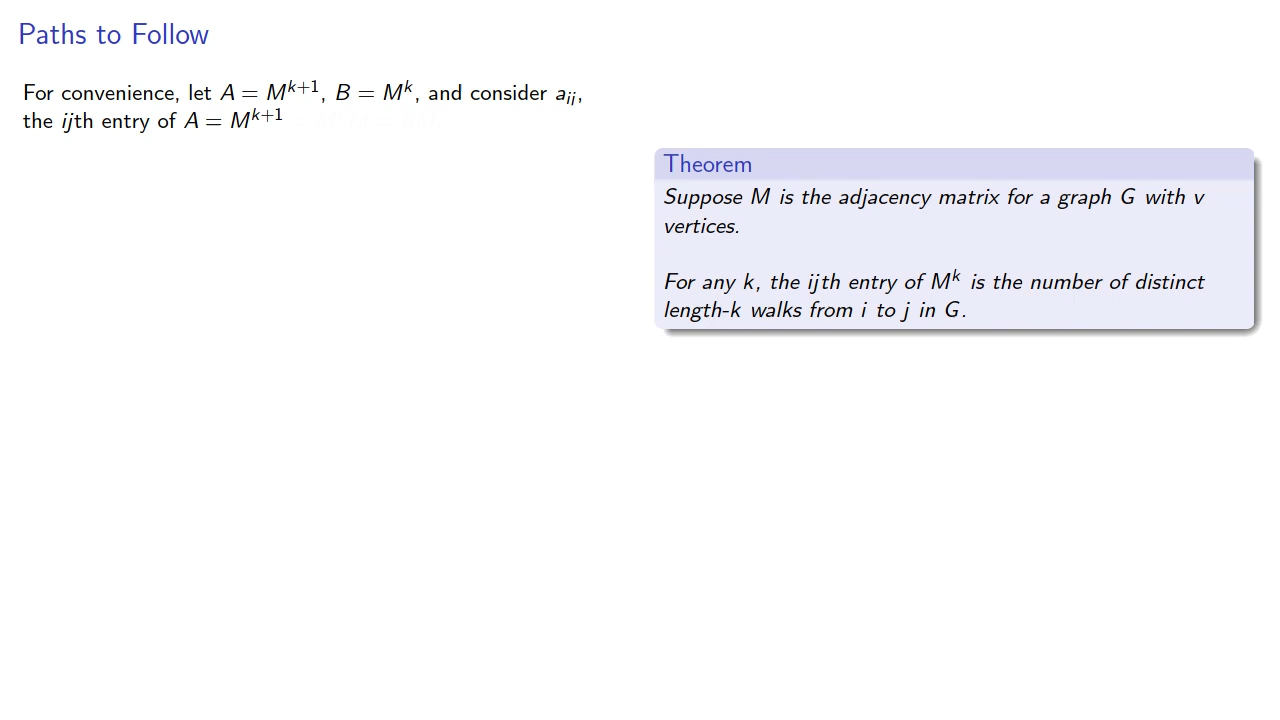 Paths to Follow
For convenience, let A = M^{k+1}, B = M^k, and consider a_{ij},
the ijth entry of A = M^{k+1}
Theorem
Suppose M is the adjacency matrix for a graph G with v
vertices.
For any k, the ijth entry of M^k is the number of distinct
length-k walks from i to j in G.